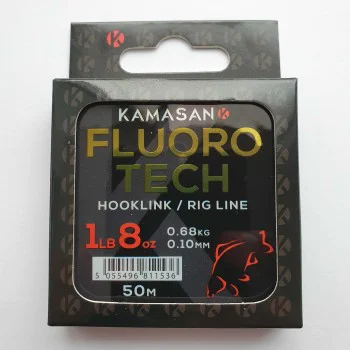 KAMASAN K
FLUORO
TECH
HOOKLINK / RIG LINE
1LB 8oz
0.68KG
0.10MM
5 055496 811536
50M